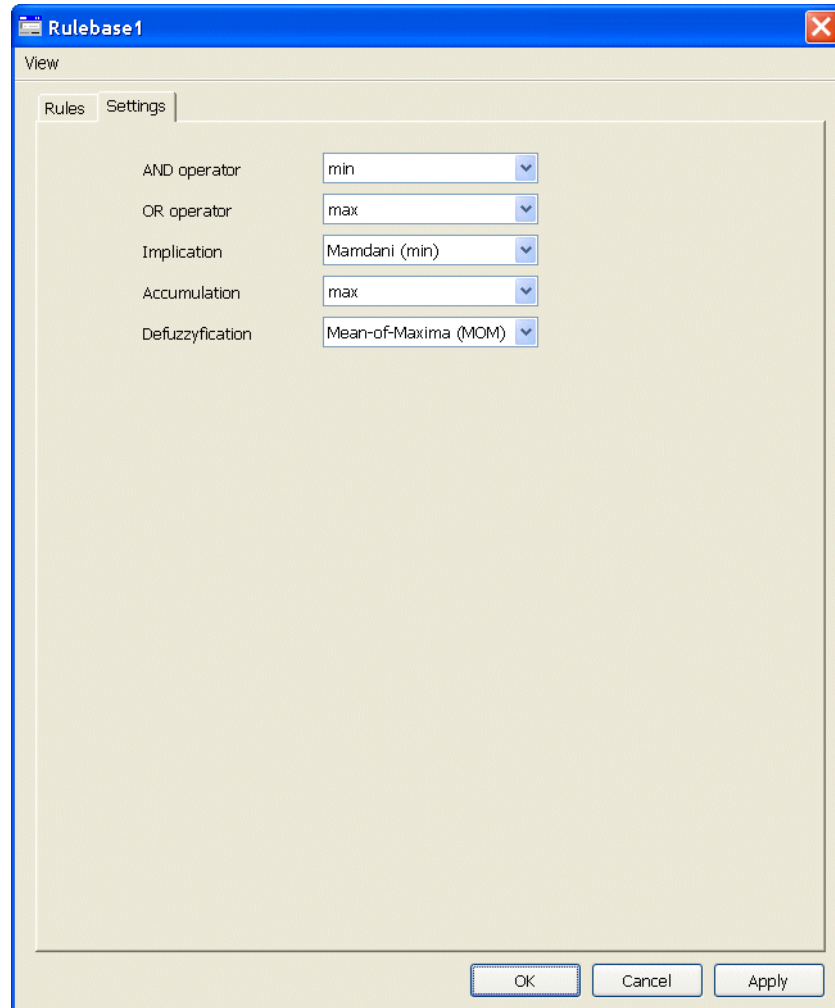 Rulebase1
View
Rules Settings
AND operator min
OR operator max
Implication Mamdani (min)
Accumulation max
Defuzzyfication Mean-of-Maxima (MOM)
OK Cancel Apply